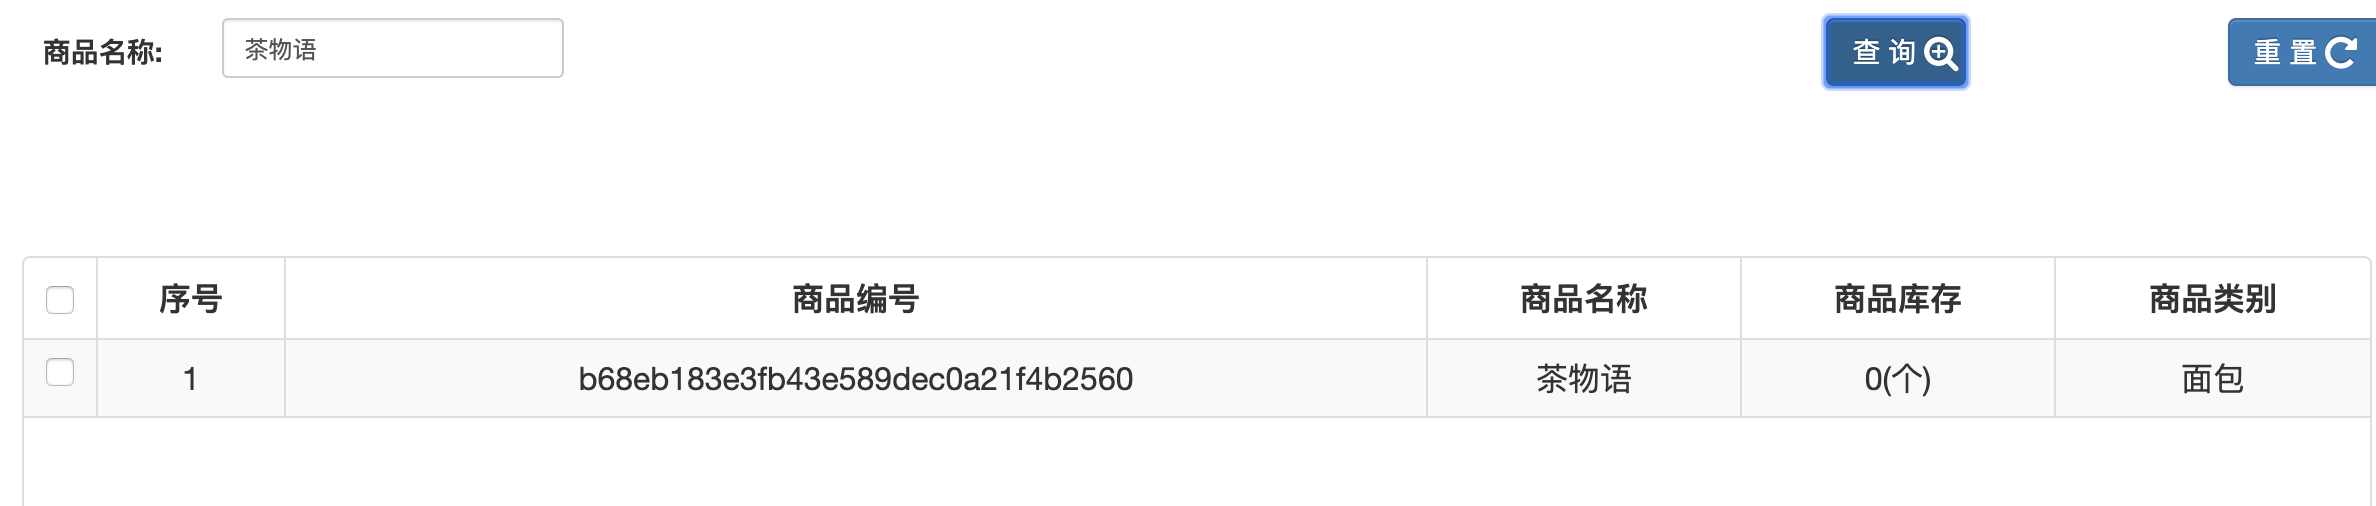 商品名称: 茶物语 查 询 重 置
序号 商品编号 商品名称 商品库存 商品类别
1 b68eb183e3fb43e589dec0a21f4b2560 茶物语 0(个) 面包